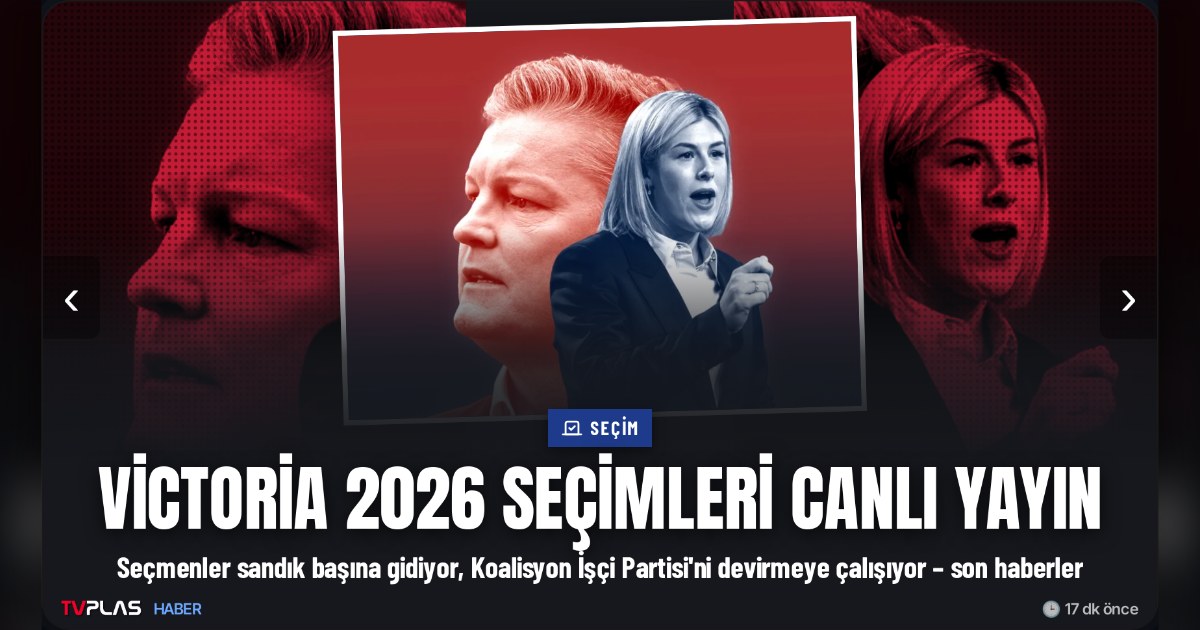 SEÇİM
VİCTORİA 2026 SEÇİMLERİ CANLI YAYIN
Seçmenler sandık başına gidiyor, Koalisyon İşçi Partisi'ni devirmeye çalışıyor – son haberler
TVPLAS HABER
17 dk önce